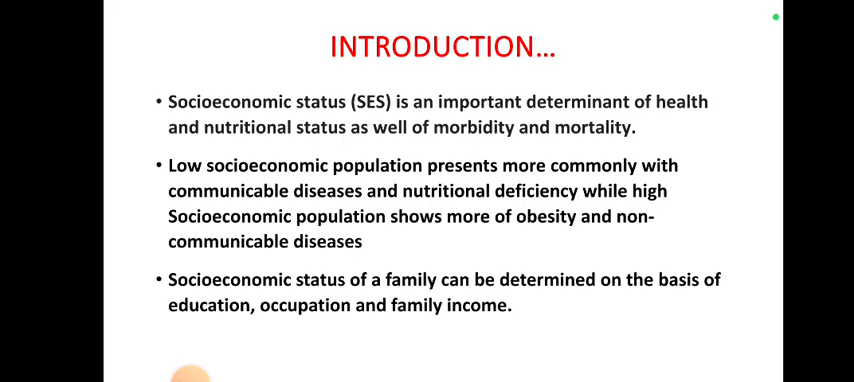 INTRODUCTION...
• Socioeconomic status (SES) is an important determinant of health
and nutritional status as well of morbidity and mortality.
• Low socioeconomic population presents more commonly with
communicable diseases and nutritional deficiency while high
Socioeconomic population shows more of obesity and non-
communicable diseases
• Socioeconomic status of a family can be determined on the basis of
education, occupation and family income.